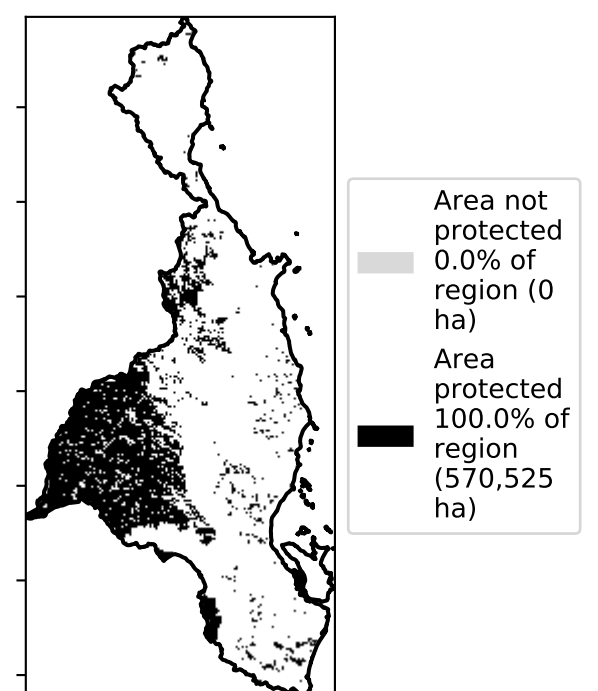 Area not
protected
0.0% of
region (0
ha)
Area
protected
100.0% of
region
(570,525
ha)